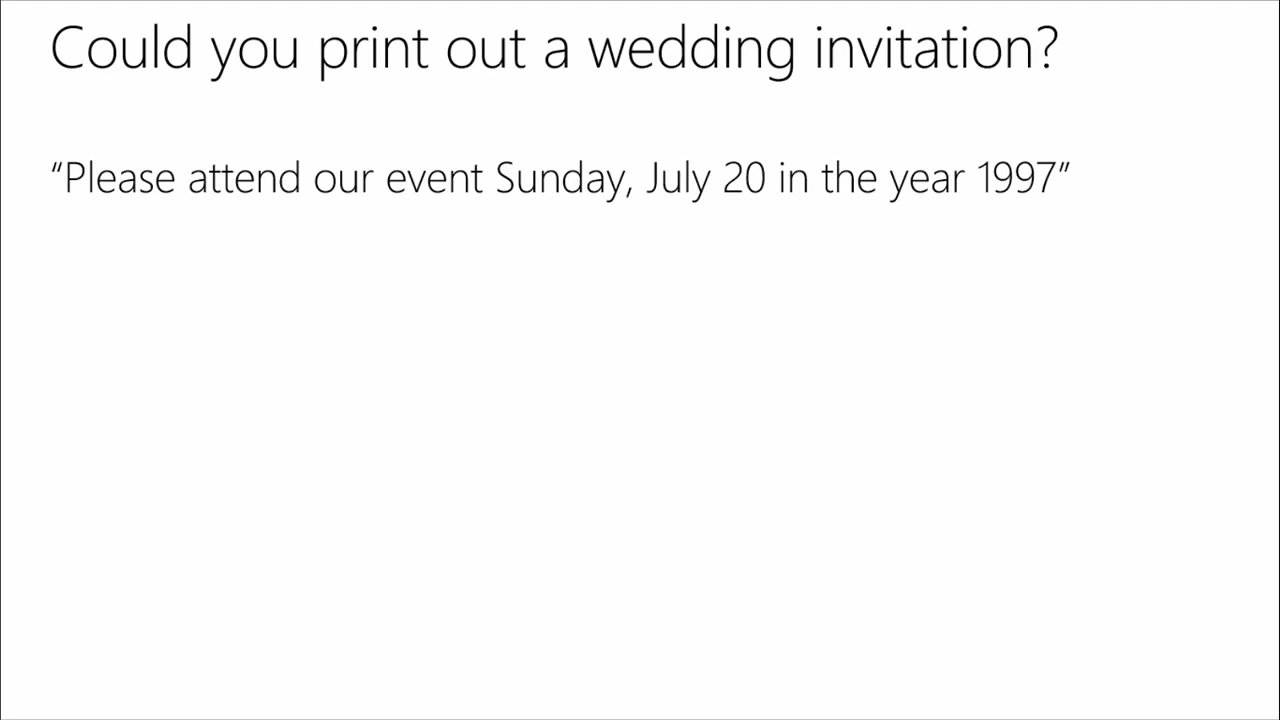 Could you print out a wedding invitation?
“Please attend our event Sunday, July 20 in the year 1997”